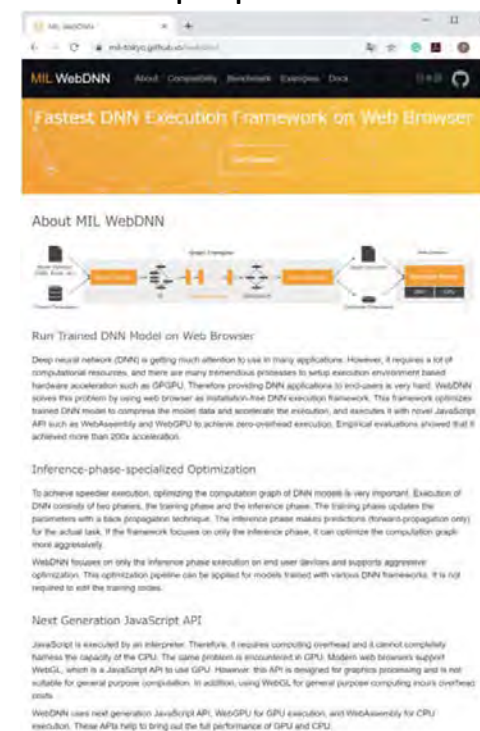 MIL WebDNN
mil-tokyo.github.io/webdnn/
MIL WebDNN About Compatibility Benchmark Examples Docs 日本語
Fastest DNN Execution Framework on Web Browser
About MIL WebDNN
Run Trained DNN Model on Web Browser
Deep neural network (DNN) is getting much attention to use in many applications. However, it requires a lot of
computational resources, and there are many tremendous processes to setup execution environment based
hardware acceleration such as GPGPU. Therefore providing DNN applications to end-users is very hard. WebDNN
solves this problem by using web browser as installation-free DNN execution framework. This framework optimizes
trained DNN model to compress the model data and accelerate the execution, and executes it with novel JavaScript
API such as WebAssembly and WebGPU to achieve zero-overhead execution. Empirical evaluations showed that it
achieved more than 200x acceleration.
Inference-phase-specialized Optimization
To achieve speedier execution, optimizing the computation graph of DNN models is very important. Execution of
DNN consists of two phases, the training phase and the inference phase. The training phase updates the
parameters with a back propagation technique. The inference phase makes predictions (forward-propagation only)
for the actual task. If the framework focuses on only the inference phase, it can optimize the computation graph
more aggressively.
WebDNN focuses on only the inference phase execution on end user devices and supports aggressive
optimization. This optimization pipeline can be applied for models trained with various DNN frameworks. It is not
required to edit the training codes.
Next Generation JavaScript API
JavaScript is executed by an interpreter. Therefore, it requires computing overhead and it cannot completely
harness the capacity of the CPU. The same problem is encountered in GPU. Modern web browsers support
WebGL, which is a JavaScript API to use GPU. However, this API is designed for graphics processing and is not
suitable for general purpose computation. In addition, using WebGL for general purpose computing incurs overhead
costs.
WebDNN uses next generation JavaScript API, WebGPU for GPU execution, and WebAssembly for CPU
execution. These APIs help to bring out the full performance of GPU and CPU.